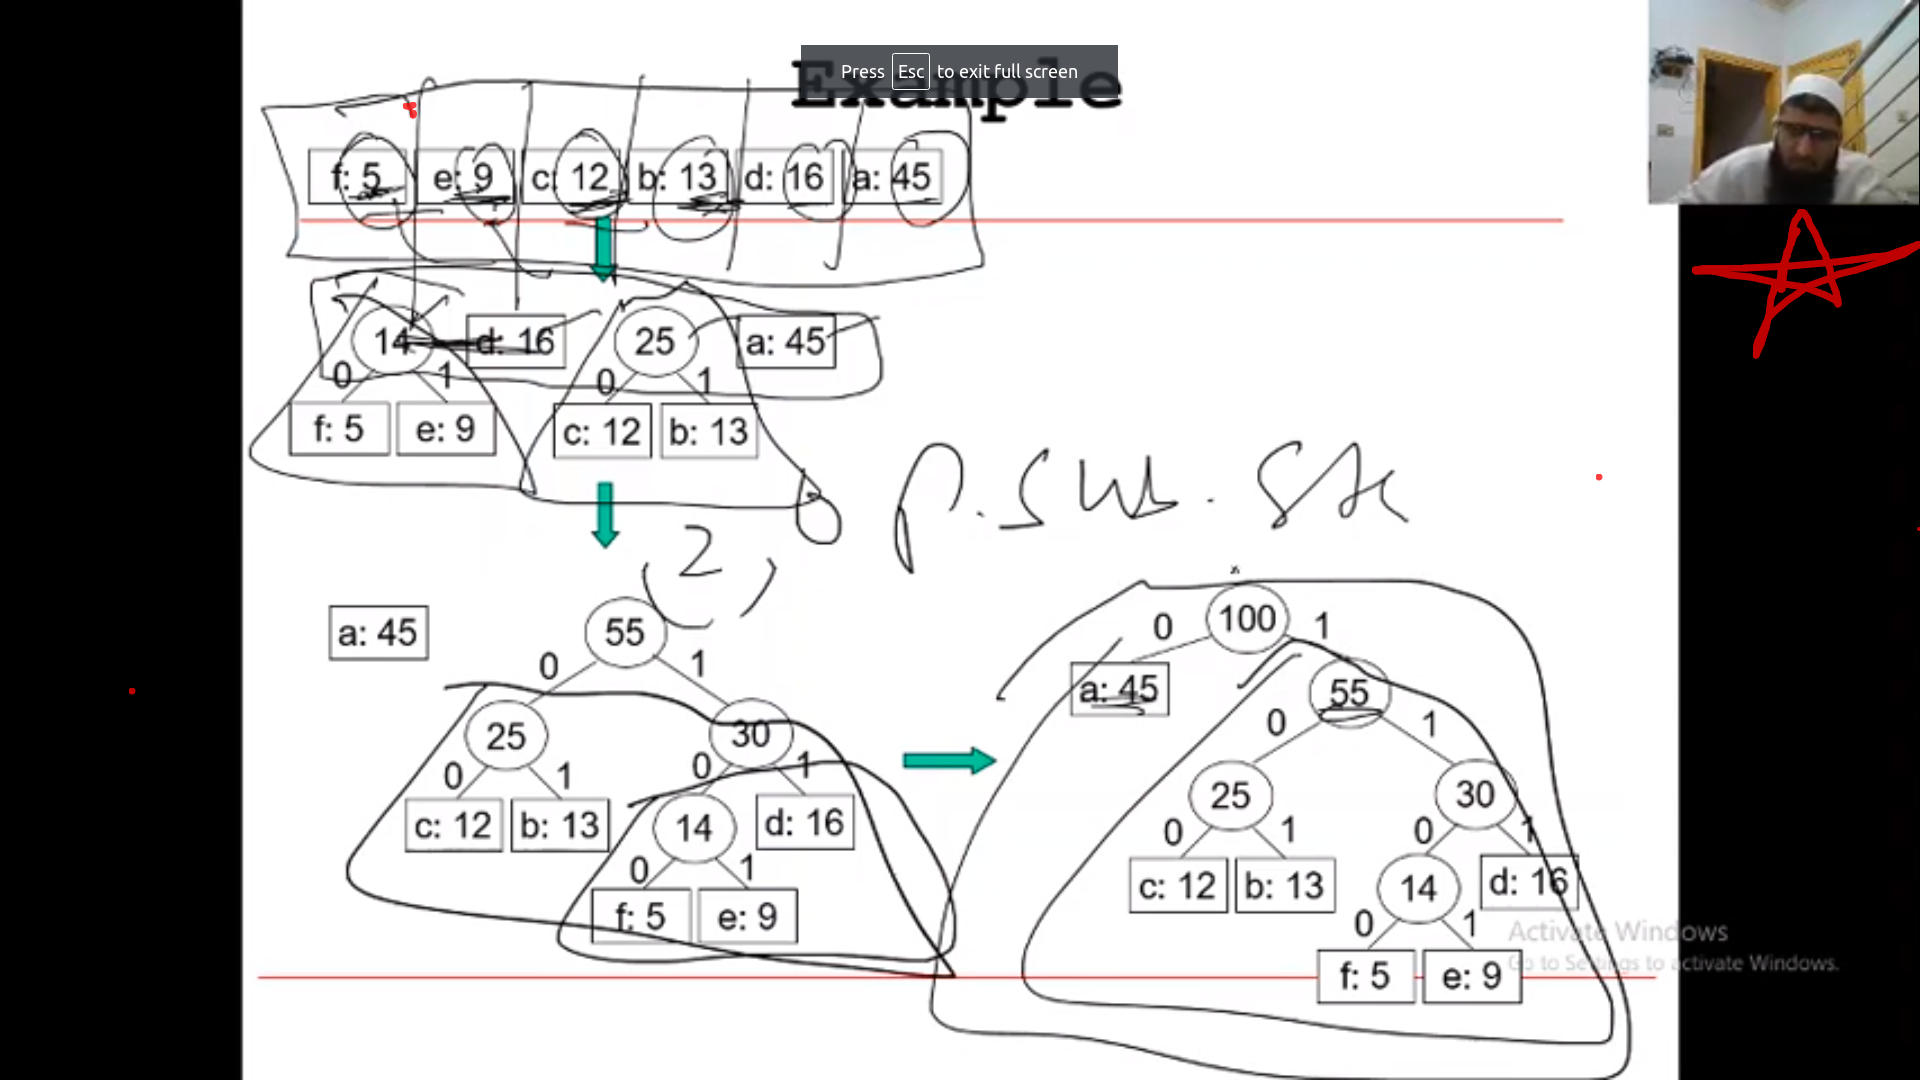 Press Esc to exit full screen
Example
f: 5 e: 9 c: 12 b: 13 d: 16 a: 45
14 d: 16 25 a: 45
0 1 0 1
f: 5 e: 9 c: 12 b: 13
2
a: 45 55
0 1
25 30
0 1 0 1
c: 12 b: 13 14 d: 16
0 1
f: 5 e: 9
100
0 1
a: 45 55
0 1
25 30
0 1 0 1
c: 12 b: 13 14 d: 16
0 1
f: 5 e: 9
Activate Windows
Go to Settings to activate Windows.